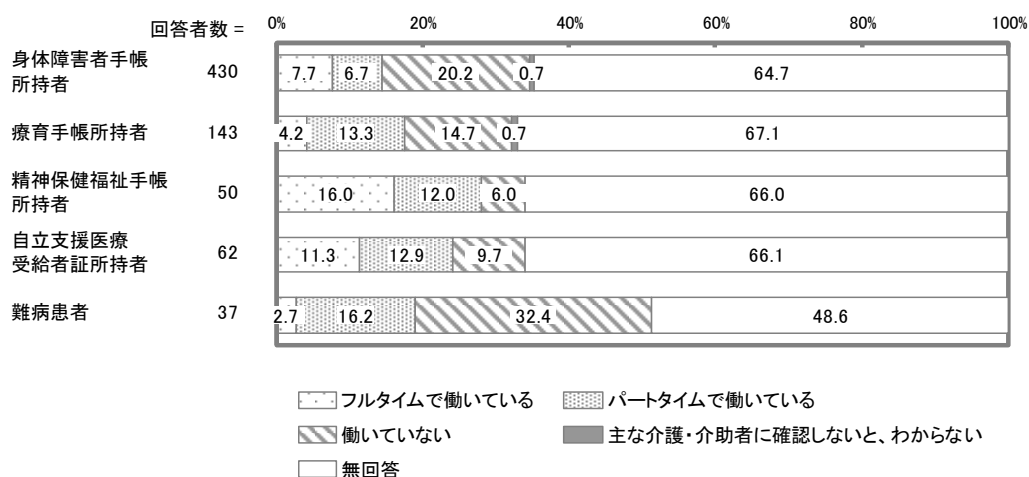 回答者数 =
0% 20% 40% 60% 80% 100%
身体障害者手帳
所持者
430 7.7 6.7 20.2 0.7 64.7
療育手帳所持者 143 4.2 13.3 14.7 0.7 67.1
精神保健福祉手帳
所持者
50 16.0 12.0 6.0 66.0
自立支援医療
受給者証所持者
62 11.3 12.9 9.7 66.1
難病患者 37 2.7 16.2 32.4 48.6
フルタイムで働いている パートタイムで働いている
働いていない 主な介護・介助者に確認しないと、わからない
無回答